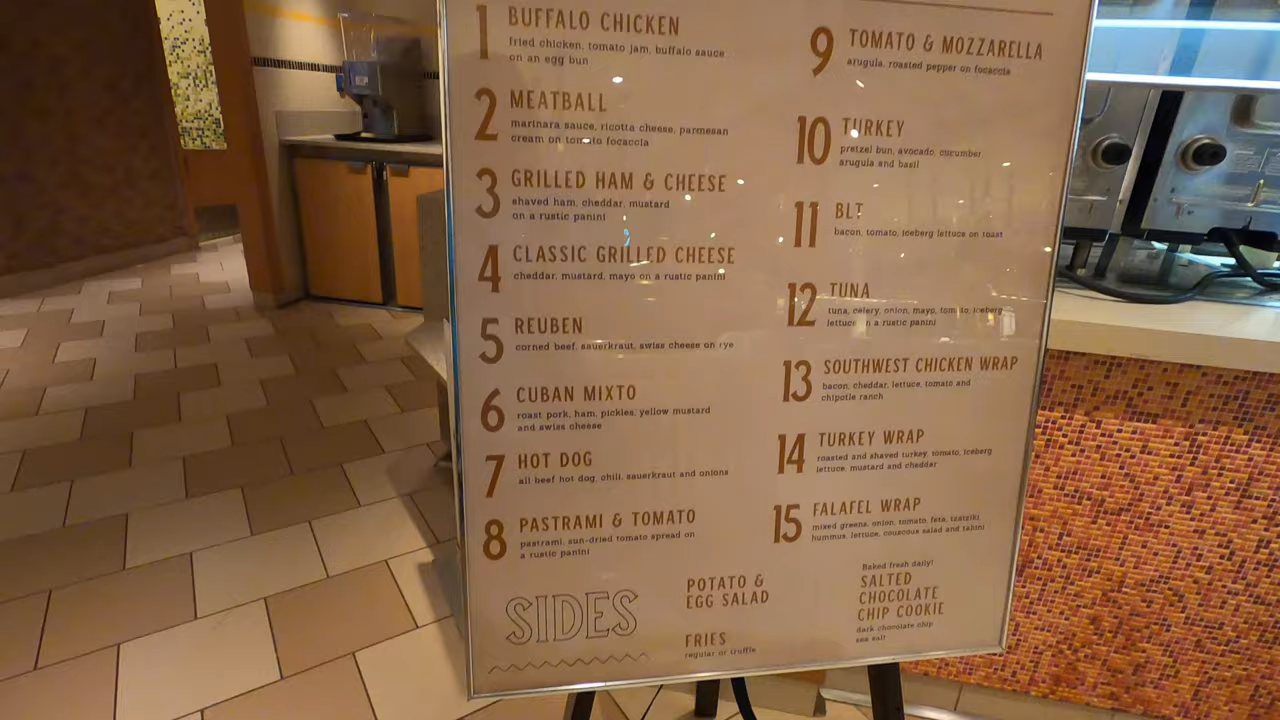 1 BUFFALO CHICKEN
fried chicken, tomato jam, buffalo sauce
on an egg bun
2 MEATBALL
marinara sauce, ricotta cheese, parmesan
cream on tomato focaccia
3 GRILLED HAM & CHEESE
shaved ham, cheddar, mustard
on a rustic panini
4 CLASSIC GRILLED CHEESE
cheddar, mustard, mayo on a rustic panini
5 REUBEN
corned beef, sauerkraut, swiss cheese on rye
6 CUBAN MIXTO
roast pork, ham, pickles, yellow mustard
and swiss cheese
7 HOT DOG
all beef hot dog, chili, sauerkraut and onions
8 PASTRAMI & TOMATO
pastrami, sun-dried tomato spread on
a rustic panini
9 TOMATO & MOZZARELLA
arugula, roasted pepper on focaccia
10 TURKEY
pretzel bun, avocado, cucumber,
arugula and basil
11 BLT
bacon, tomato, iceberg lettuce on toast
12 TUNA
tuna, celery, onion, mayo, tomato, iceberg
lettuce on a rustic panini
13 SOUTHWEST CHICKEN WRAP
bacon, cheddar, lettuce, tomato and
chipotle ranch
14 TURKEY WRAP
roasted and shaved turkey, tomato, iceberg
lettuce, mustard and cheddar
15 FALAFEL WRAP
mixed greens, onion, tomato, feta, tzatziki,
hummus, lettuce, couscous salad and tahini
SIDES
POTATO &
EGG SALAD
FRIES
regular or truffle
Baked fresh daily!
SALTED
CHOCOLATE
CHIP COOKIE
dark chocolate chip
sea salt